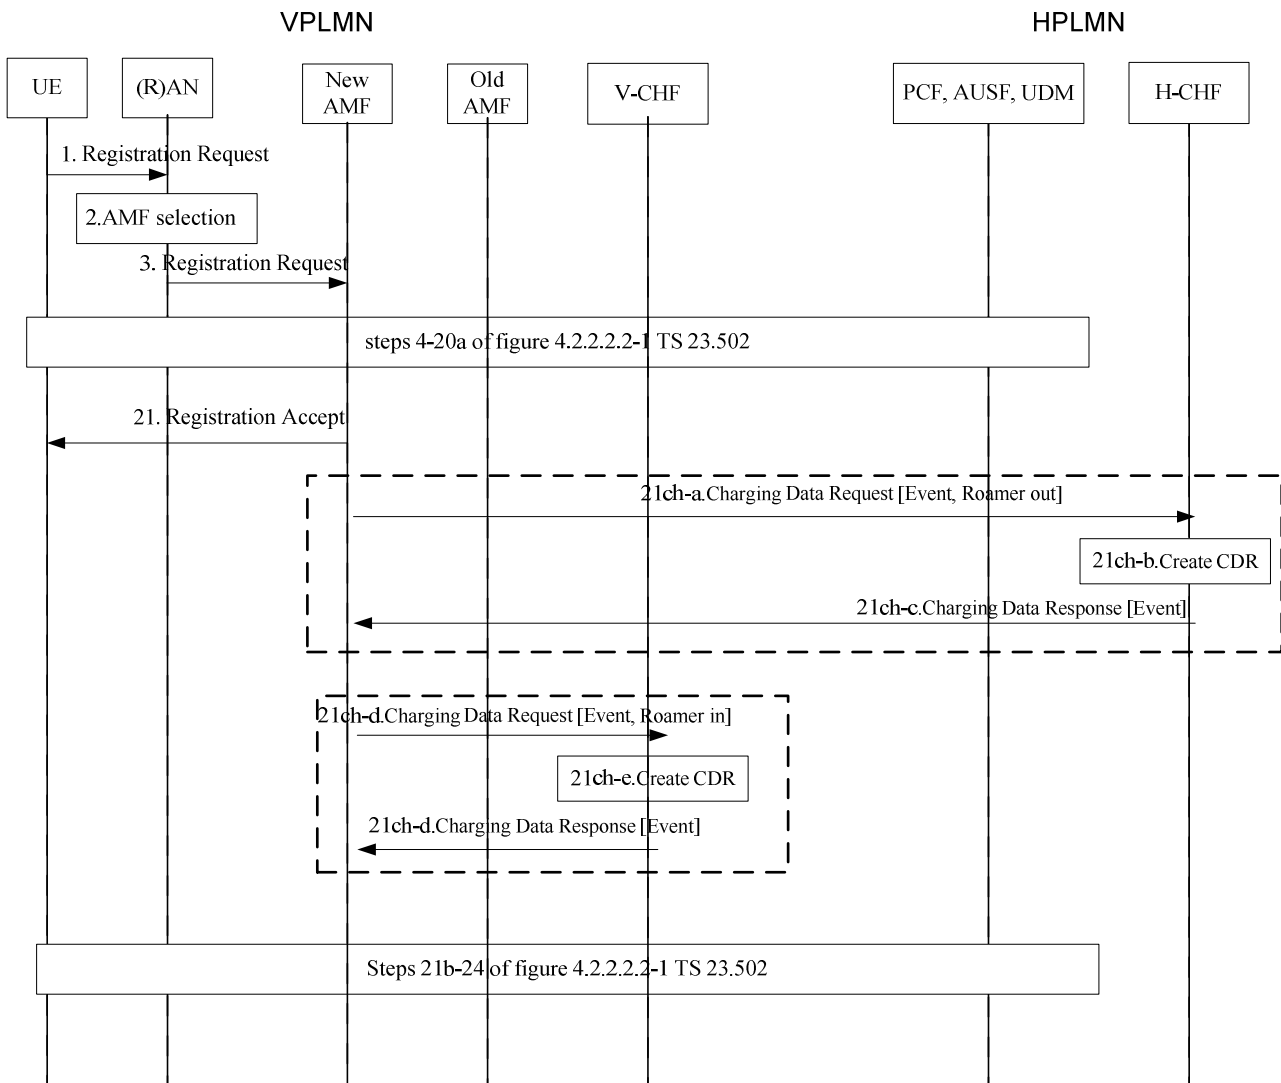 VPLMN
HPLMN
UE
(R)AN
New
AMF
Old
AMF
V-CHF
PCF, AUSF, UDM
H-CHF
1. Registration Request
2.AMF selection
3. Registration Request
steps 4-20a of figure 4.2.2.2.2-1 TS 23.502
21. Registration Accept
21ch-a.Charging Data Request [Event, Roamer out]
21ch-b.Create CDR
21ch-c.Charging Data Response [Event]
21ch-d.Charging Data Request [Event, Roamer in]
21ch-e.Create CDR
21ch-d.Charging Data Response [Event]
Steps 21b-24 of figure 4.2.2.2.2-1 TS 23.502